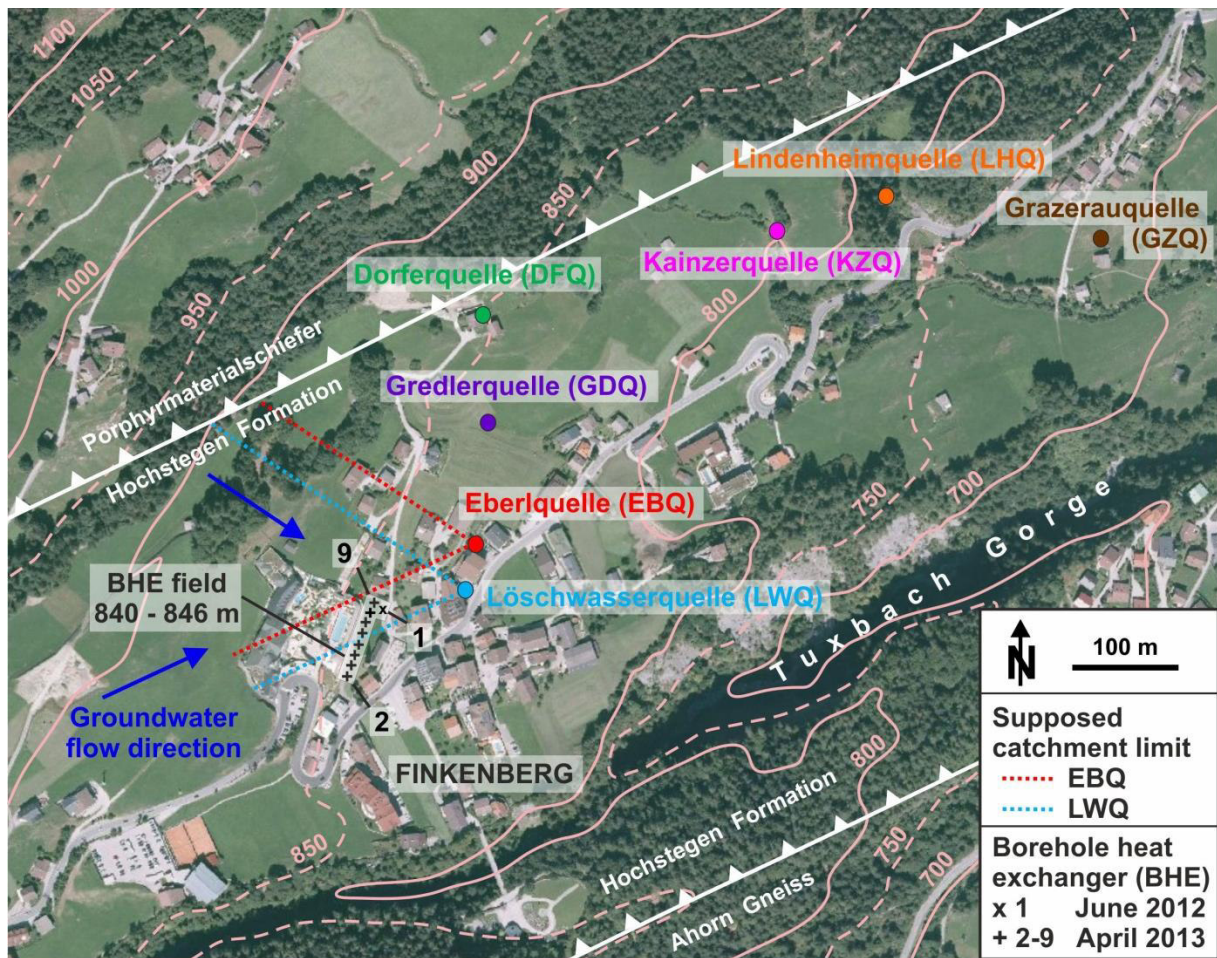 1100
1050
1000
950
900
850
Lindenheimquelle (LHQ)
Grazerauquelle
(GZQ)
Kainzerquelle (KZQ)
Dorferquelle (DFQ)
800
Porphyrmaterialschiefer
Hochstegen Formation
Gredlerquelle (GDQ)
Eberlquelle (EBQ)
750
700
9
BHE field
840 - 846 m
Löschwasserquelle (LWQ)
1
2
Groundwater
flow direction
FINKENBERG
Tuxbach Gorge
850
Hochstegen Formation
Ahorn Gneiss
800
750
700
N
100 m
Supposed
catchment limit
EBQ
LWQ
Borehole heat
exchanger (BHE)
x 1 June 2012
+ 2-9 April 2013